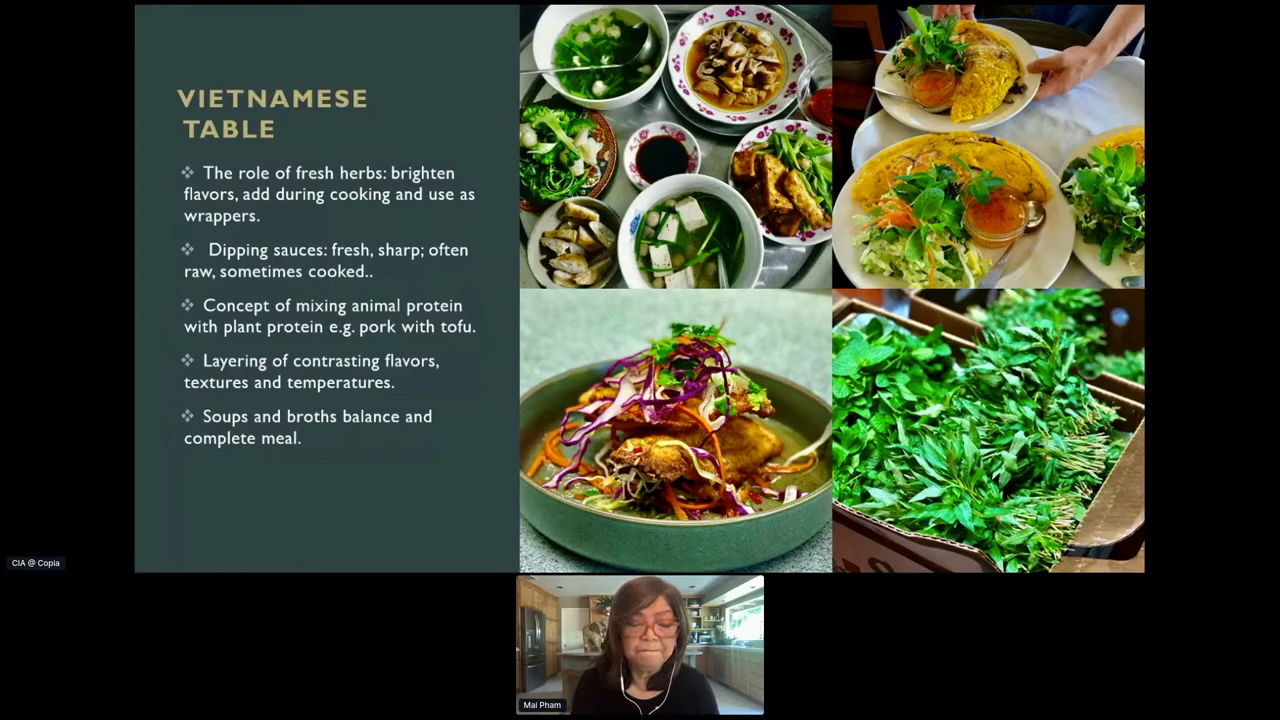 VIETNAMESE
TABLE
❖ The role of fresh herbs: brighten
flavors, add during cooking and use as
wrappers.
❖ Dipping sauces: fresh, sharp; often
raw, sometimes cooked..
❖ Concept of mixing animal protein
with plant protein e.g. pork with tofu.
❖ Layering of contrasting flavors,
textures and temperatures.
❖ Soups and broths balance and
complete meal.
CIA @ Copia
Mai Pham